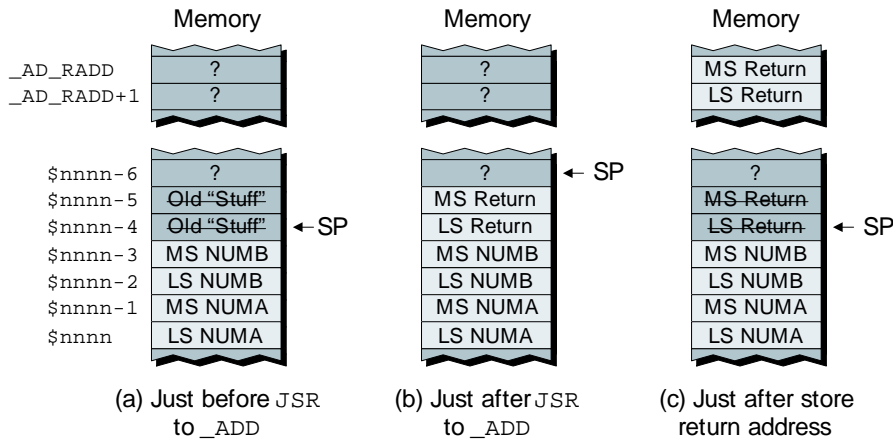 Memory Memory Memory
_AD_RADD ? ? MS Return
_AD_RADD+1 ? ? LS Return
$nnnn-6 ? ? ← SP ?
$nnnn-5 Old “Stuff” MS Return MS Return
$nnnn-4 Old “Stuff” ← SP LS Return LS Return ← SP
$nnnn-3 MS NUMB MS NUMB MS NUMB
$nnnn-2 LS NUMB LS NUMB LS NUMB
$nnnn-1 MS NUMA MS NUMA MS NUMA
$nnnn LS NUMA LS NUMA LS NUMA
(a) Just before JSR (b) Just after JSR (c) Just after store
to _ADD to _ADD return address